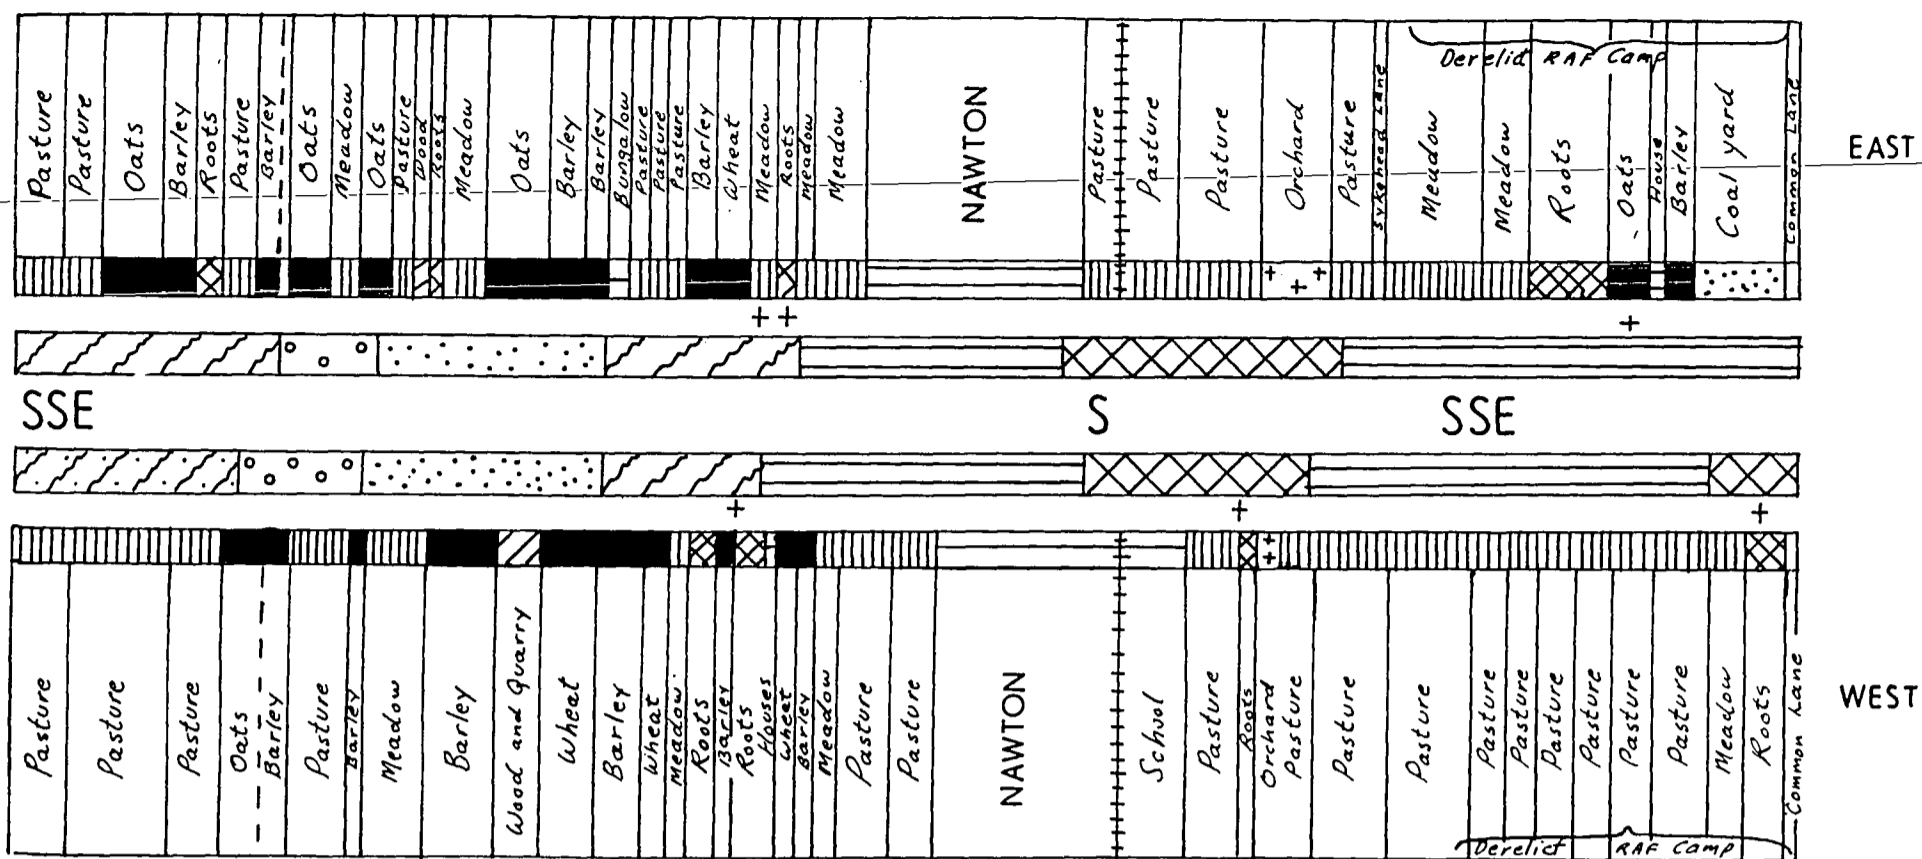 Derelict RAF Camp
Pasture
Pasture
Oats
Barley
Roots
Pasture
Barley
Oats
Meadow
Oats
Pasture
Wood
Roots
Meadow
Oats
Barley
Barley
Bungalow
Pasture
Pasture
Pasture
Barley
Wheat
Meadow
Roots
Meadow
Meadow
NAWTON
Pasture
Pasture
Pasture
Orchard
Pasture
Sykehead Lane
Meadow
Meadow
Roots
Oats
House
Barley
Coal yard
Common Lane
EAST
SSE S SSE
Pasture
Pasture
Pasture
Oats
Barley
Pasture
Barley
Meadow
Barley
Wood and Quarry
Wheat
Barley
Wheat
Meadow
Roots
Barley
Roots
Houses
Wheat
Barley
Meadow
Pasture
Pasture
NAWTON
School
Pasture
Roots
Orchard
Pasture
Pasture
Pasture
Pasture
Pasture
Pasture
Pasture
Pasture
Pasture
Meadow
Roots
Common Lane
WEST
Derelict RAF Camp